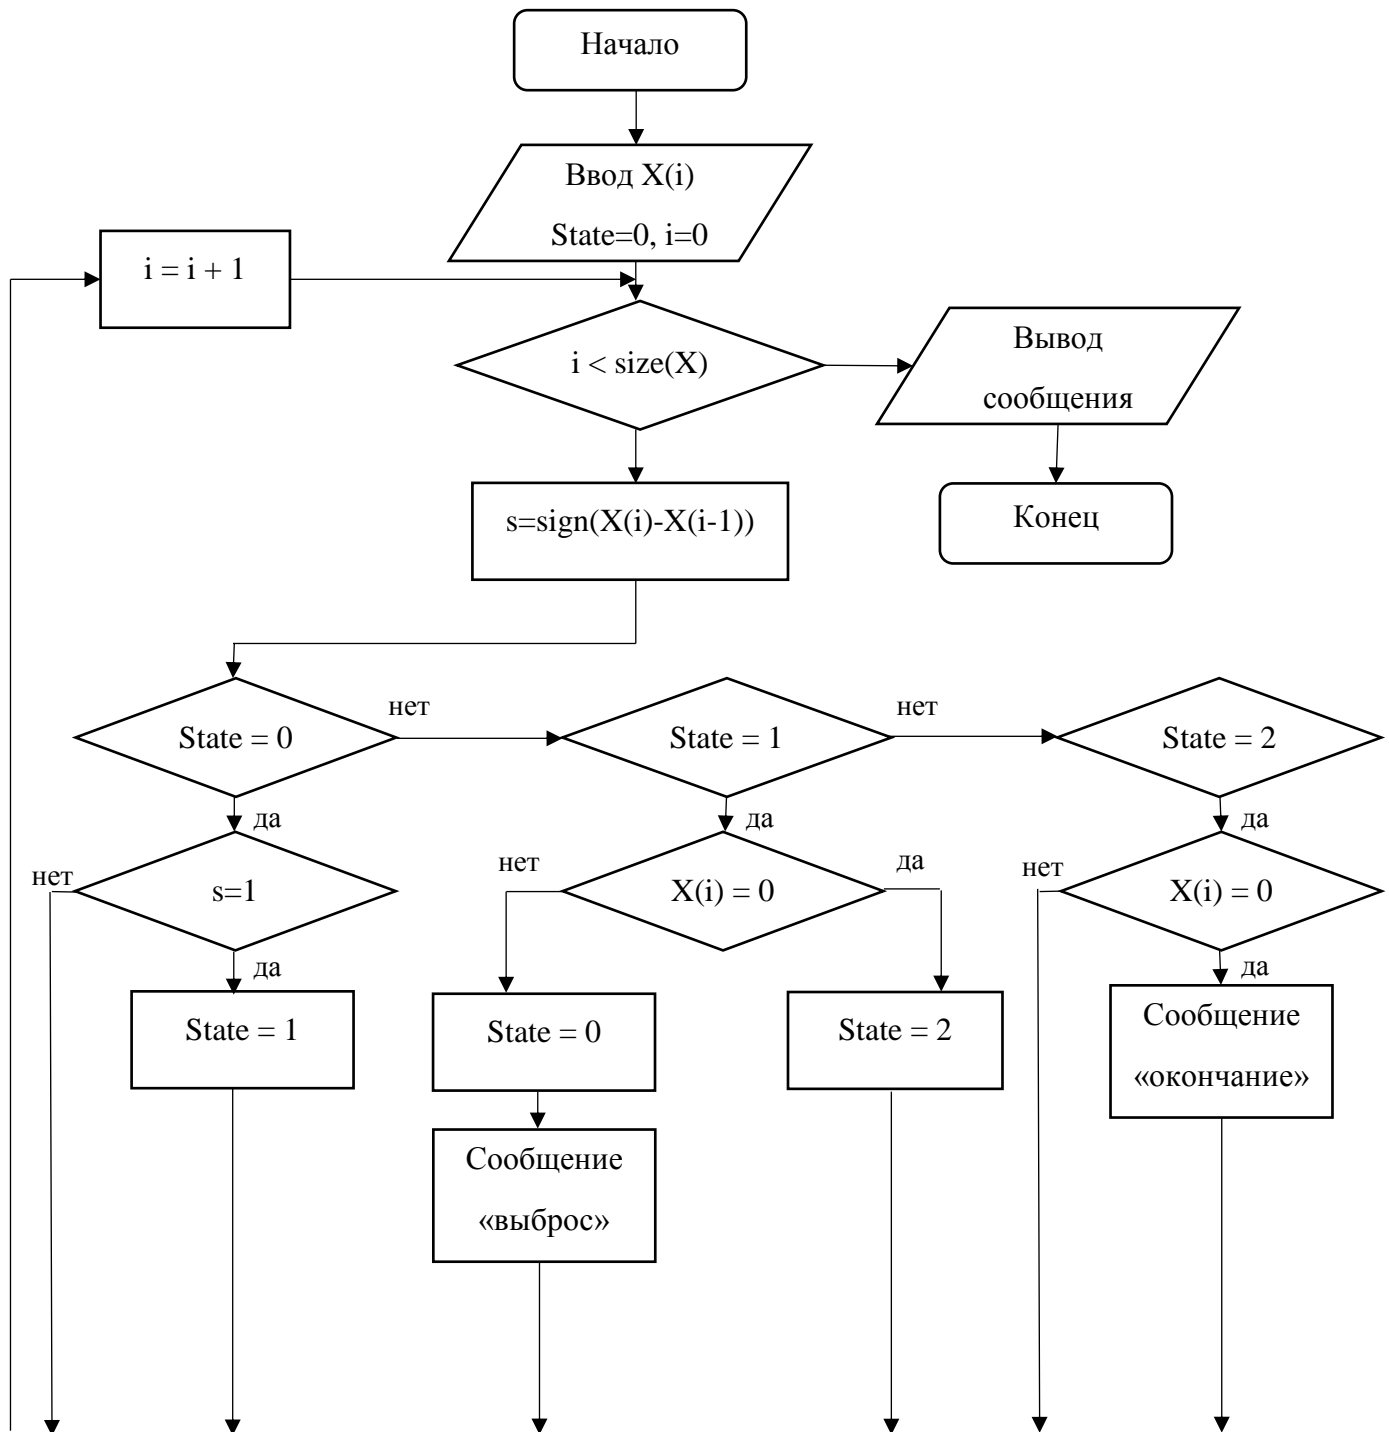 Начало
Ввод X(i)
State=0, i=0
i = i + 1
i < size(X)
Вывод
сообщения
s=sign(X(i)-X(i-1))
Конец
State = 0
нет
State = 1
нет
State = 2
да
да
да
нет
s=1
нет
X(i) = 0
да
нет
X(i) = 0
да
да
State = 1
State = 0
State = 2
Сообщение
«окончание»
Сообщение
«выброс»